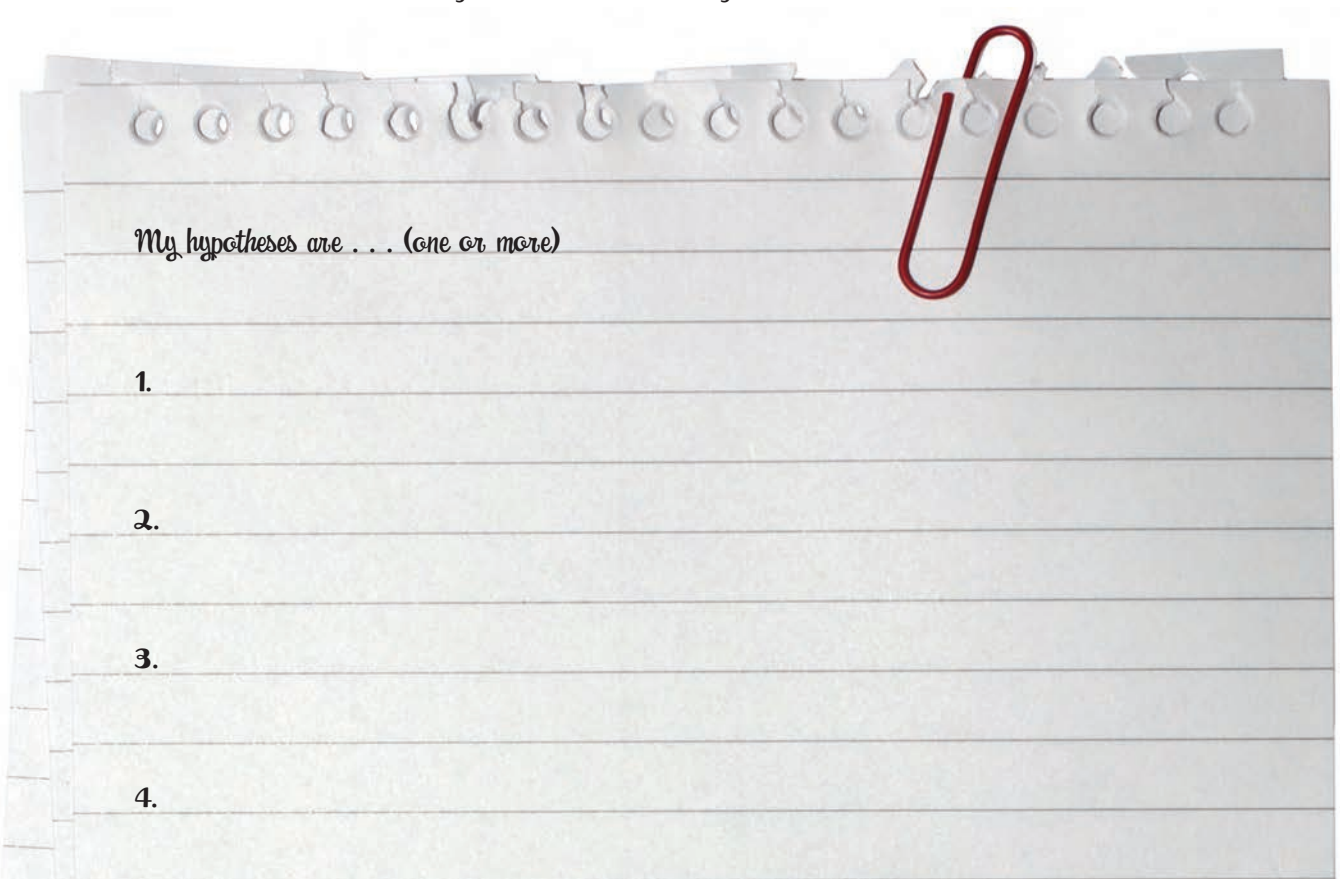 My hypotheses are . . . (one or more)
1.
2.
3.
4.